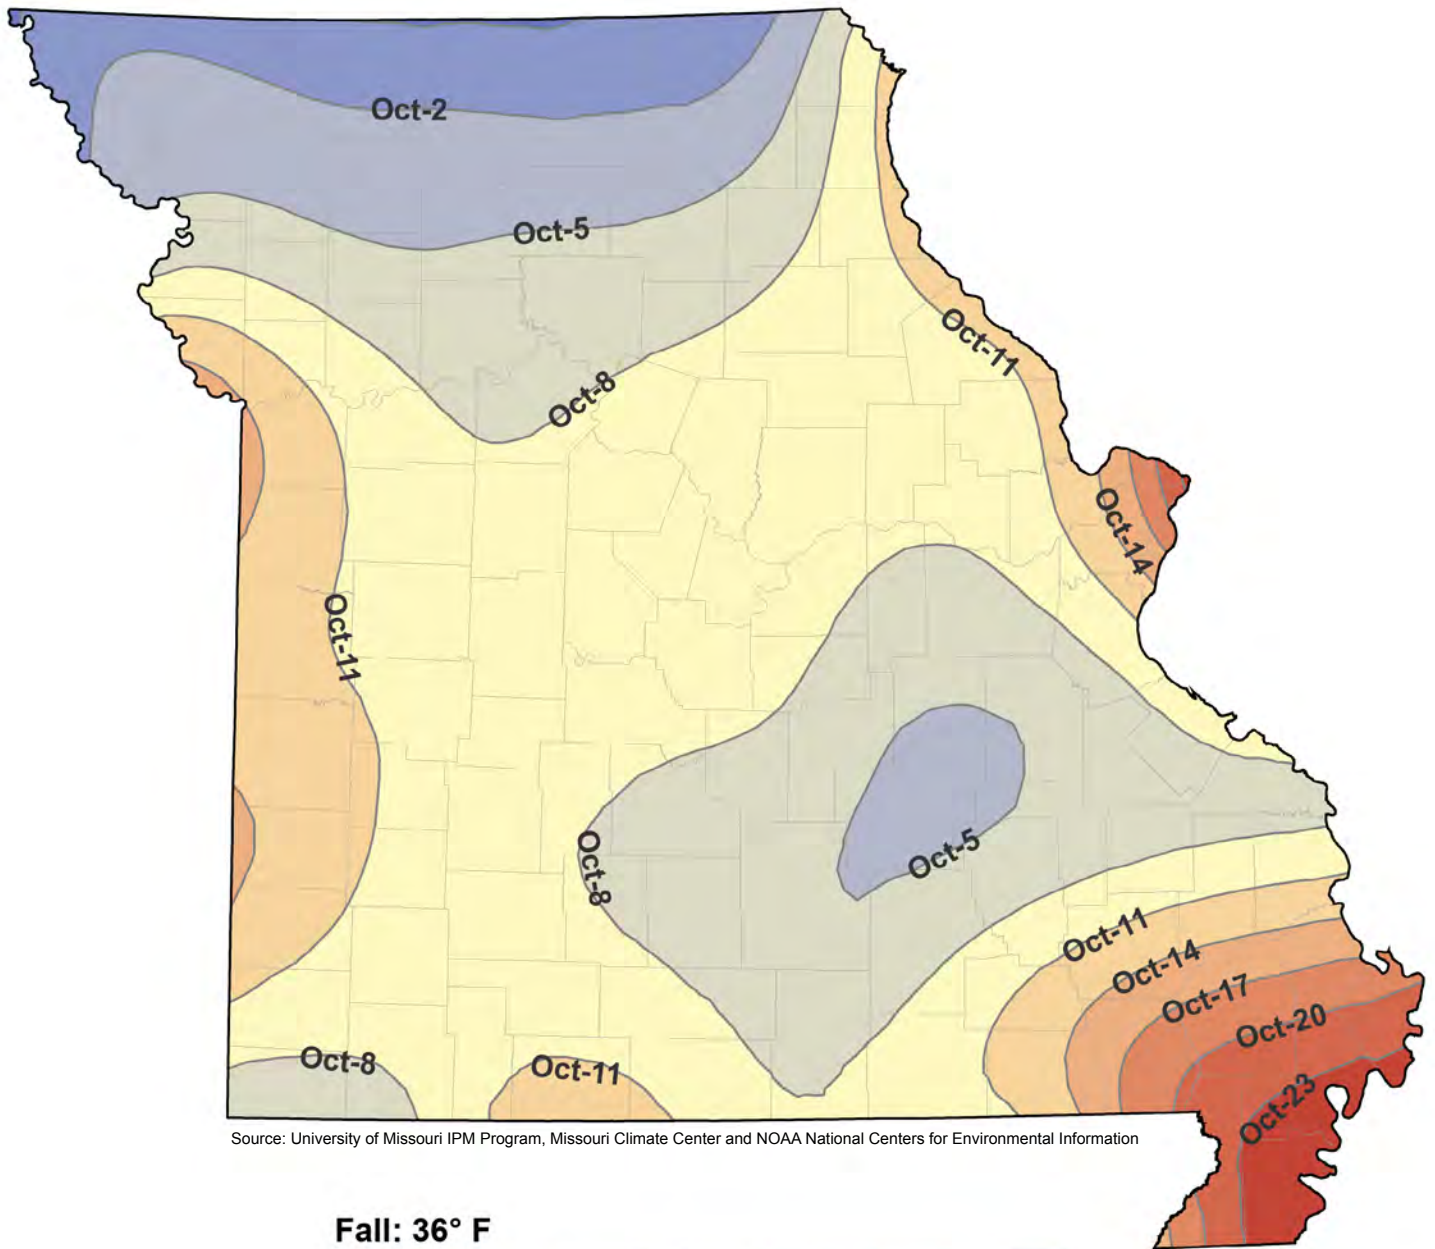 Oct-2
Oct-5
Oct-8
Oct-11
Oct-14
Oct-11
Oct-5
Oct-8
Oct-11
Oct-14
Oct-17
Oct-20
Oct-23
Oct-8
Oct-11
Source: University of Missouri IPM Program, Missouri Climate Center and NOAA National Centers for Environmental Information
Fall: 36° F